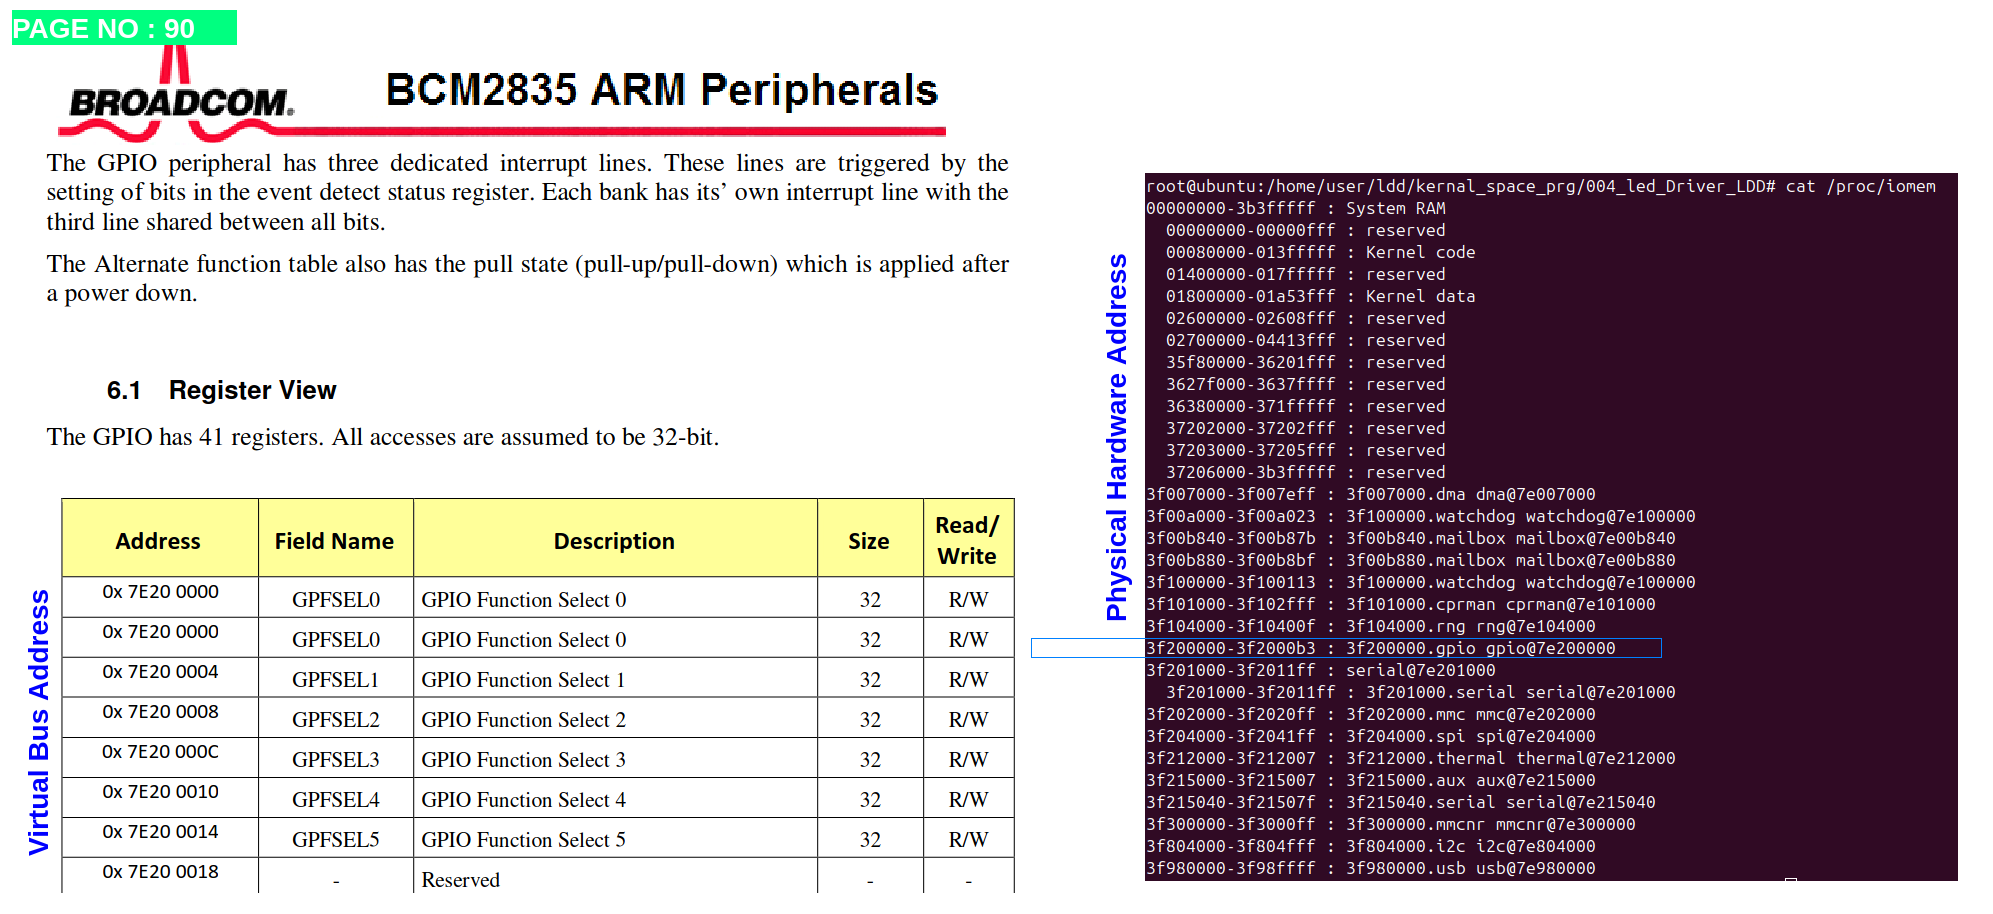 PAGE NO : 90
BROADCOM.
BCM2835 ARM Peripherals
The GPIO peripheral has three dedicated interrupt lines. These lines are triggered by the
setting of bits in the event detect status register. Each bank has its’ own interrupt line with the
third line shared between all bits.
The Alternate function table also has the pull state (pull-up/pull-down) which is applied after
a power down.
6.1 Register View
The GPIO has 41 registers. All accesses are assumed to be 32-bit.
Virtual Bus Address
Address Field Name Description Size Read/
Write
0x 7E20 0000 GPFSEL0 GPIO Function Select 0 32 R/W
0x 7E20 0000 GPFSEL0 GPIO Function Select 0 32 R/W
0x 7E20 0004 GPFSEL1 GPIO Function Select 1 32 R/W
0x 7E20 0008 GPFSEL2 GPIO Function Select 2 32 R/W
0x 7E20 000C GPFSEL3 GPIO Function Select 3 32 R/W
0x 7E20 0010 GPFSEL4 GPIO Function Select 4 32 R/W
0x 7E20 0014 GPFSEL5 GPIO Function Select 5 32 R/W
0x 7E20 0018 - Reserved - -
Physical Hardware Address
root@ubuntu:/home/user/ldd/kernal_space_prg/004_led_Driver_LDD# cat /proc/iomem
00000000-3b3fffff : System RAM
00000000-00000fff : reserved
00080000-013fffff : Kernel code
01400000-017fffff : reserved
01800000-01a53fff : Kernel data
02600000-02608fff : reserved
02700000-04413fff : reserved
35f80000-36201fff : reserved
3627f000-3637ffff : reserved
36380000-371fffff : reserved
37202000-37202fff : reserved
37203000-37205fff : reserved
37206000-3b3fffff : reserved
3f007000-3f007eff : 3f007000.dma dma@7e007000
3f00a000-3f00a023 : 3f100000.watchdog watchdog@7e100000
3f00b840-3f00b87b : 3f00b840.mailbox mailbox@7e00b840
3f00b880-3f00b8bf : 3f00b880.mailbox mailbox@7e00b880
3f100000-3f100113 : 3f100000.watchdog watchdog@7e100000
3f101000-3f102fff : 3f101000.cprman cprman@7e101000
3f104000-3f10400f : 3f104000.rng rng@7e104000
3f200000-3f2000b3 : 3f200000.gpio gpio@7e200000
3f201000-3f2011ff : serial@7e201000
3f201000-3f2011ff : 3f201000.serial serial@7e201000
3f202000-3f2020ff : 3f202000.mmc mmc@7e202000
3f204000-3f2041ff : 3f204000.spi spi@7e204000
3f212000-3f212007 : 3f212000.thermal thermal@7e212000
3f215000-3f215007 : 3f215000.aux aux@7e215000
3f215040-3f21507f : 3f215040.serial serial@7e215040
3f300000-3f3000ff : 3f300000.mmcnr mmcnr@7e300000
3f804000-3f804fff : 3f804000.i2c i2c@7e804000
3f980000-3f98ffff : 3f980000.usb usb@7e980000